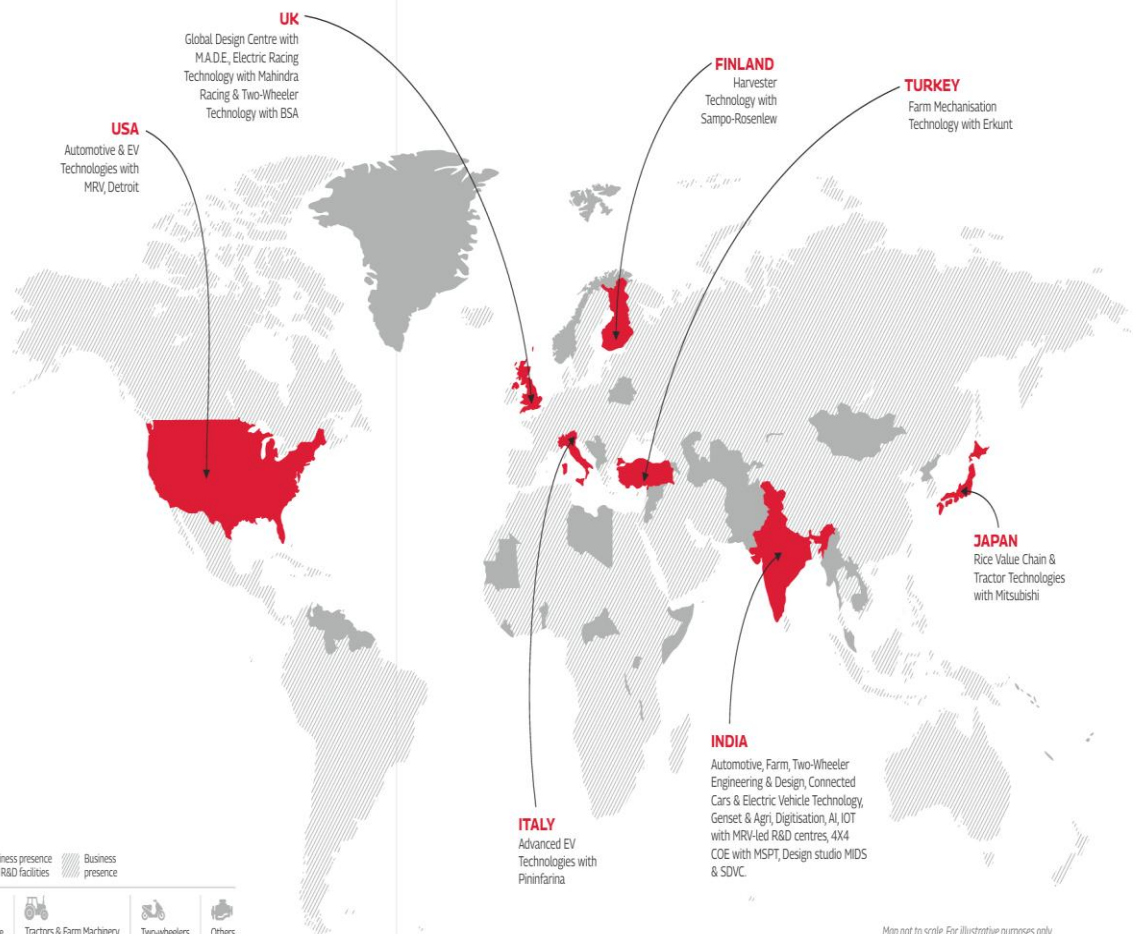 UK
Global Design Centre with
M.A.D.E., Electric Racing
Technology with Mahindra
Racing & Two-Wheeler
Technology with BSA
USA
Automotive & EV
Technologies with
MRV, Detroit
FINLAND
Harvester
Technology with
Sampo-Rosenlew
TURKEY
Farm Mechanisation
Technology with Erkunt
JAPAN
Rice Value Chain &
Tractor Technologies
with Mitsubishi
INDIA
Automotive, Farm, Two-Wheeler
Engineering & Design, Connected
Cars & Electric Vehicle Technology,
Genset & Agri, Digitisation, AI, IOT
with MRV-led R&D centres, 4X4
COE with MSPT, Design studio MIDS
& SDVC.
ITALY
Advanced EV
Technologies with
Pininfarina
presence
R&D facilities
Business
presence
Tractors & Farm Machinery
Two-wheelers
Others
Map not to scale. For illustrative purposes only.